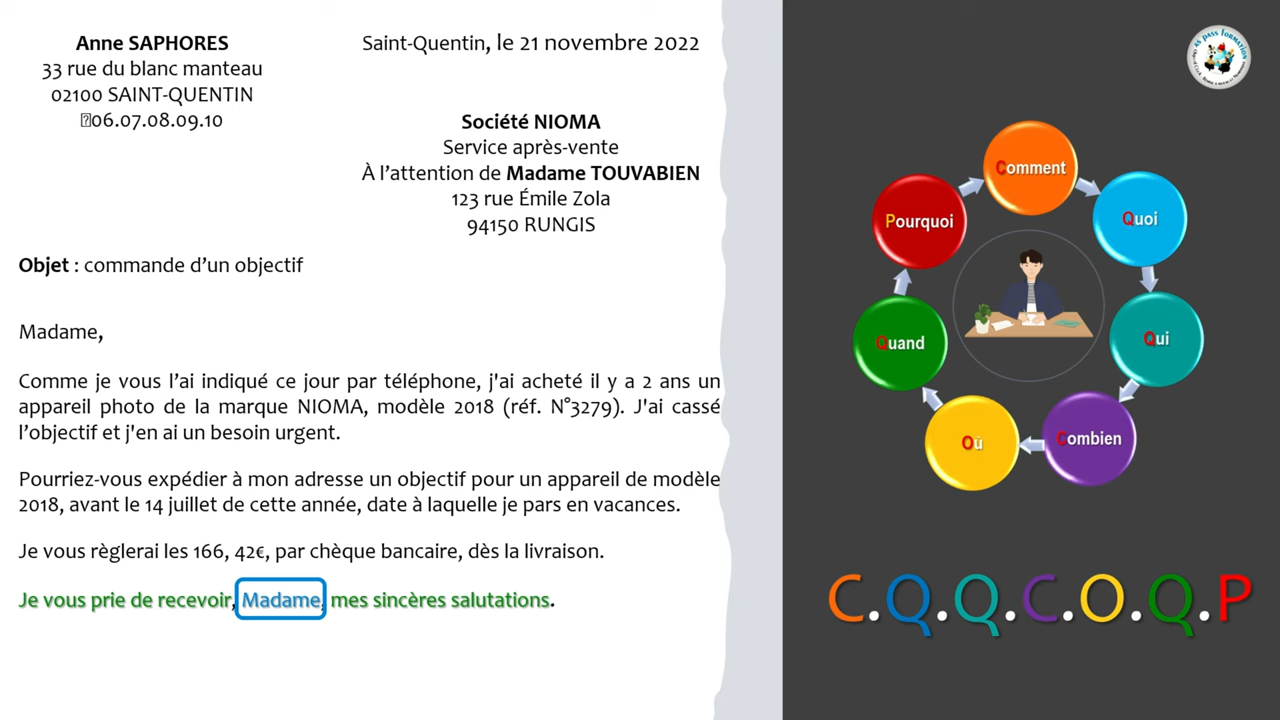 Anne SAPHORES
33 rue du blanc manteau
02100 SAINT-QUENTIN
06.07.08.09.10
Saint-Quentin, le 21 novembre 2022
Société NIOMA
Service après-vente
À l’attention de Madame TOUVABIEN
123 rue Émile Zola
94150 RUNGIS
Objet : commande d’un objectif
Madame,
Comme je vous l’ai indiqué ce jour par téléphone, j'ai acheté il y a 2 ans un
appareil photo de la marque NIOMA, modèle 2018 (réf. N°3279). J'ai cassé
l’objectif et j'en ai un besoin urgent.
Pourriez-vous expédier à mon adresse un objectif pour un appareil de modèle
2018, avant le 14 juillet de cette année, date à laquelle je pars en vacances.
Je vous règlerai les 166, 42€, par chèque bancaire, dès la livraison.
Je vous prie de recevoir, Madame, mes sincères salutations.
AS PASS FORMATION
Comment
Quoi
Qui
Combien
Où
Quand
Pourquoi
C.Q.Q.C.O.Q.P